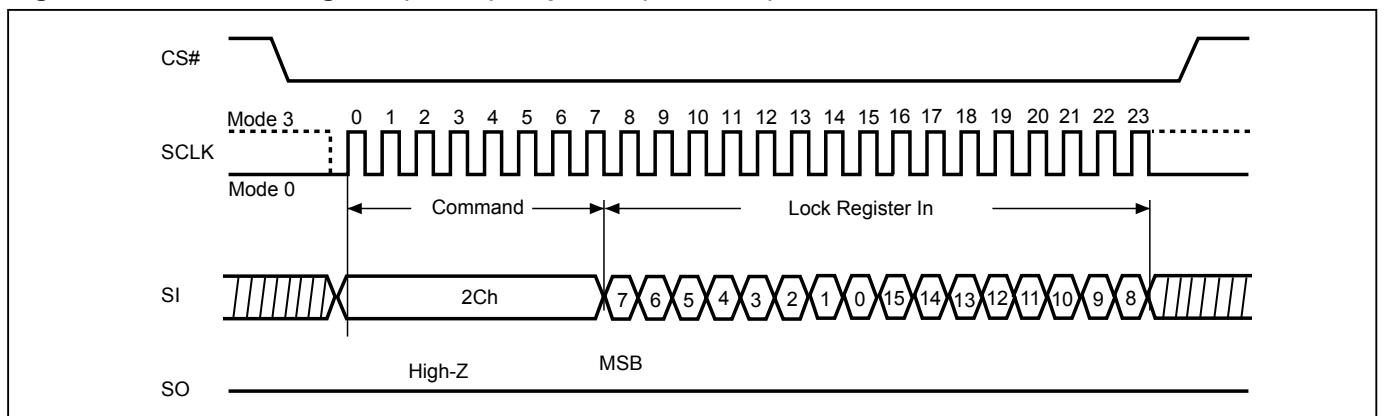 CS#
Mode 3
0 1 2 3 4 5 6 7 8 9 10 11 12 13 14 15 16 17 18 19 20 21 22 23
SCLK
Mode 0
Command
Lock Register In
SI
2Ch
7 6 5 4 3 2 1 0 15 14 13 12 11 10 9 8
High-Z
MSB
SO